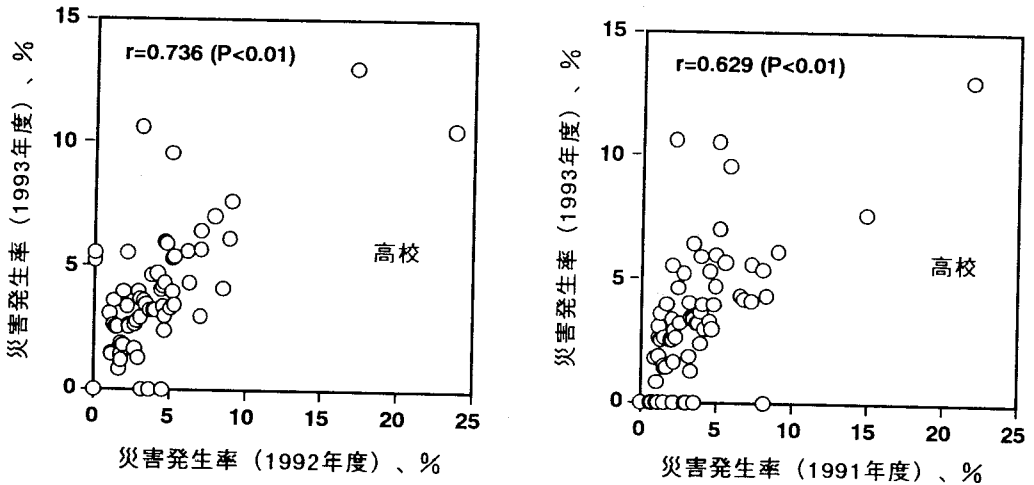 15
10
5
0
災害発生率（1993年度）、%
r=0.736 (P<0.01)
高校
0 5 10 15 20 25
災害発生率（1992年度）、%
15
10
5
0
災害発生率（1993年度）、%
r=0.629 (P<0.01)
高校
0 5 10 15 20 25
災害発生率（1991年度）、%